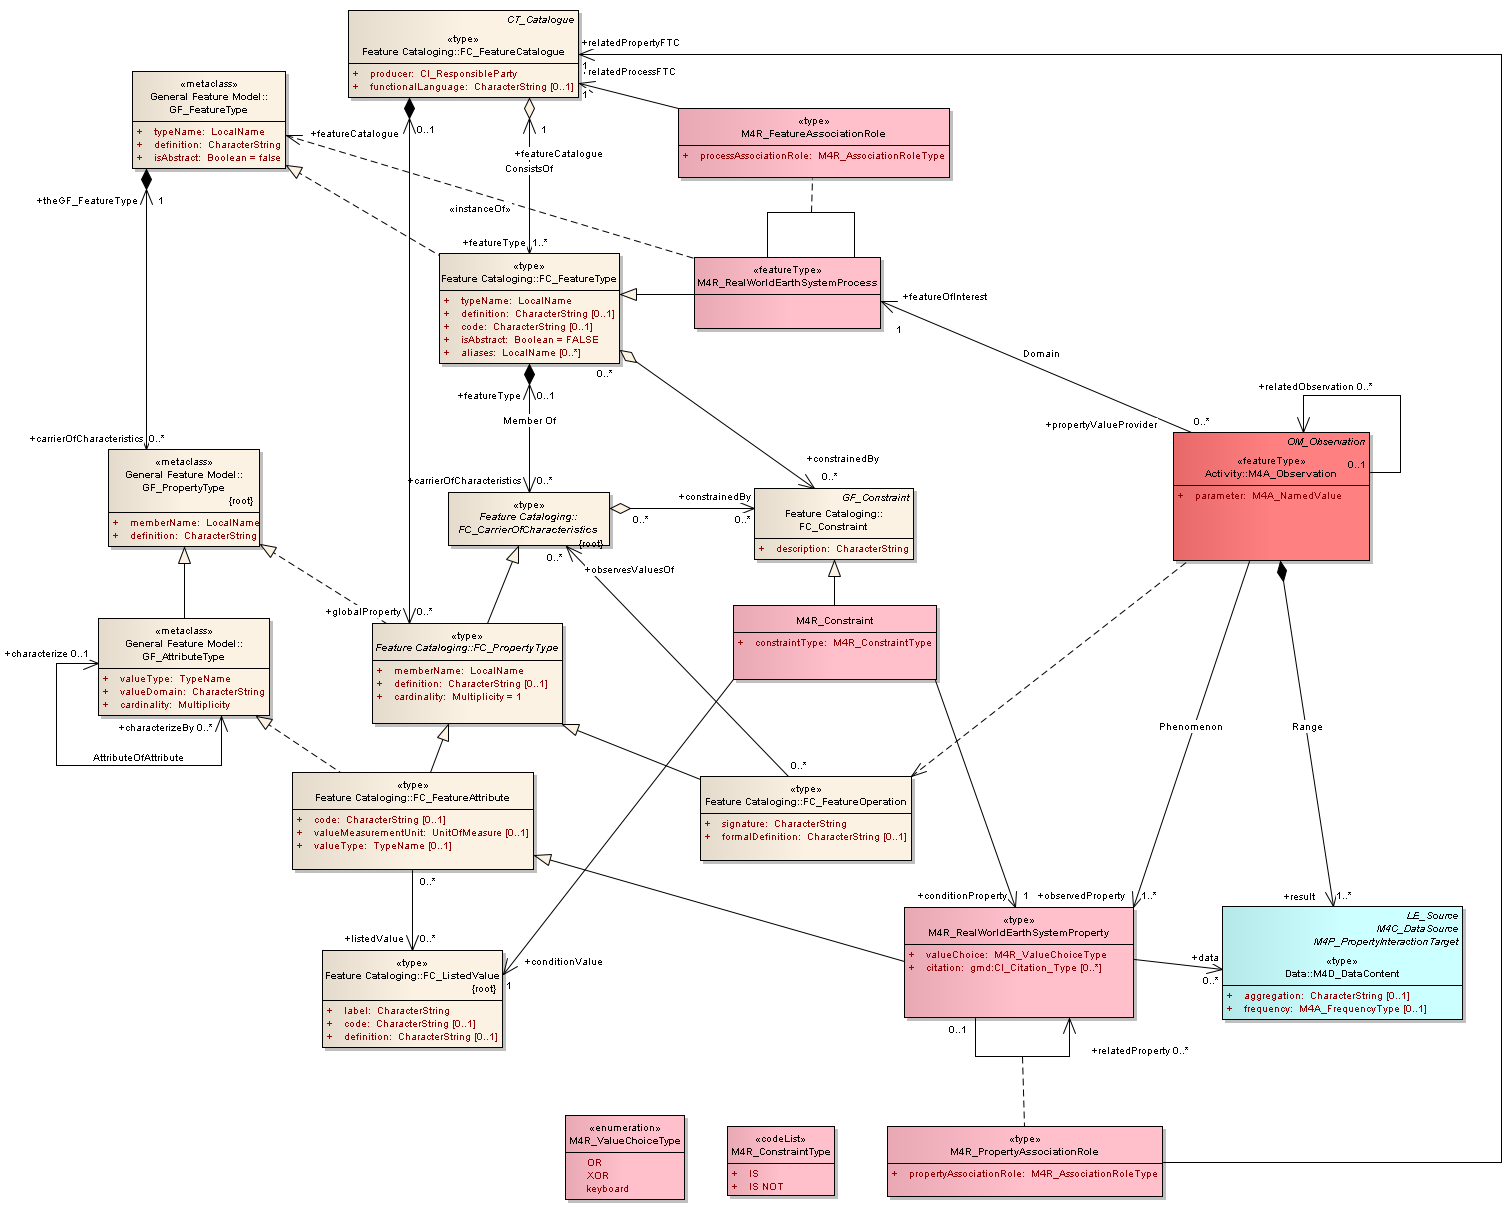 CT_Catalogue
«type»
Feature Cataloging::FC_FeatureCatalogue
+ producer: CI_ResponsibleParty
+ functionalLanguage: CharacterString [0..1]
+relatedPropertyFTC
1
+relatedProcessFTC
1
«metaclass»
General Feature Model::
GF_FeatureType
+ typeName: LocalName
+ definition: CharacterString
+ isAbstract: Boolean = false
+featureCatalogue
0..1
1
+featureCatalogue
ConsistsOf
«type»
M4R_FeatureAssociationRole
+ processAssociationRole: M4R_AssociationRoleType
+theGF_FeatureType
1
«instanceOf»
+featureType
1..*
«type»
Feature Cataloging::FC_FeatureType
+ typeName: LocalName
+ definition: CharacterString [0..1]
+ code: CharacterString [0..1]
+ isAbstract: Boolean = FALSE
+ aliases: LocalName [0..*]
«featureType»
M4R_RealWorldEarthSystemProcess
+featureOfInterest
1
Domain
0..*
+featureType
0..1
Member Of
+relatedObservation 0..*
+propertyValueProvider
0..*
OM_Observation
«featureType»
Activity::M4A_Observation
0..1
+ parameter: M4A_NamedValue
+carrierOfCharacteristics 0..*
«metaclass»
General Feature Model::
GF_PropertyType
{root}
+ memberName: LocalName
+ definition: CharacterString
+constrainedBy
0..*
+carrierOfCharacteristics
0..*
«type»
Feature Cataloging::
FC_CarrierOfCharacteristics
{root}
+constrainedBy
0..*
0..*
GF_Constraint
Feature Cataloging::
FC_Constraint
+ description: CharacterString
0..*
+observesValuesOf
+globalProperty
0..*
M4R_Constraint
+ constraintType: M4R_ConstraintType
«metaclass»
General Feature Model::
GF_AttributeType
+ valueType: TypeName
+ valueDomain: CharacterString
+ cardinality: Multiplicity
+characterize 0..1
+characterizeBy 0..*
AttributeOfAttribute
«type»
Feature Cataloging::FC_PropertyType
+ memberName: LocalName
+ definition: CharacterString [0..1]
+ cardinality: Multiplicity = 1
Phenomenon
Range
«type»
Feature Cataloging::FC_FeatureAttribute
+ code: CharacterString [0..1]
+ valueMeasurementUnit: UnitOfMeasure [0..1]
+ valueType: TypeName [0..1]
0..*
«type»
Feature Cataloging::FC_FeatureOperation
+ signature: CharacterString
+ formalDefinition: CharacterString [0..1]
0..*
+conditionProperty
1
+observedProperty
1..*
+result
1..*
«type»
M4R_RealWorldEarthSystemProperty
+ valueChoice: M4R_ValueChoiceType
+ citation: gmd:CI_Citation_Type [0..*]
LE_Source
M4C_DataSource
M4P_PropertyInteractionTarget
«type»
Data::M4D_DataContent
+ aggregation: CharacterString [0..1]
+ frequency: M4A_FrequencyType [0..1]
+listedValue
0..*
«type»
Feature Cataloging::FC_ListedValue
{root}
+ label: CharacterString
+ code: CharacterString [0..1]
+ definition: CharacterString [0..1]
+conditionValue
1
+data
0..*
0..1
+relatedProperty 0..*
«enumeration»
M4R_ValueChoiceType
OR
XOR
keyboard
«codeList»
M4R_ConstraintType
+ IS
+ IS NOT
«type»
M4R_PropertyAssociationRole
+ propertyAssociationRole: M4R_AssociationRoleType